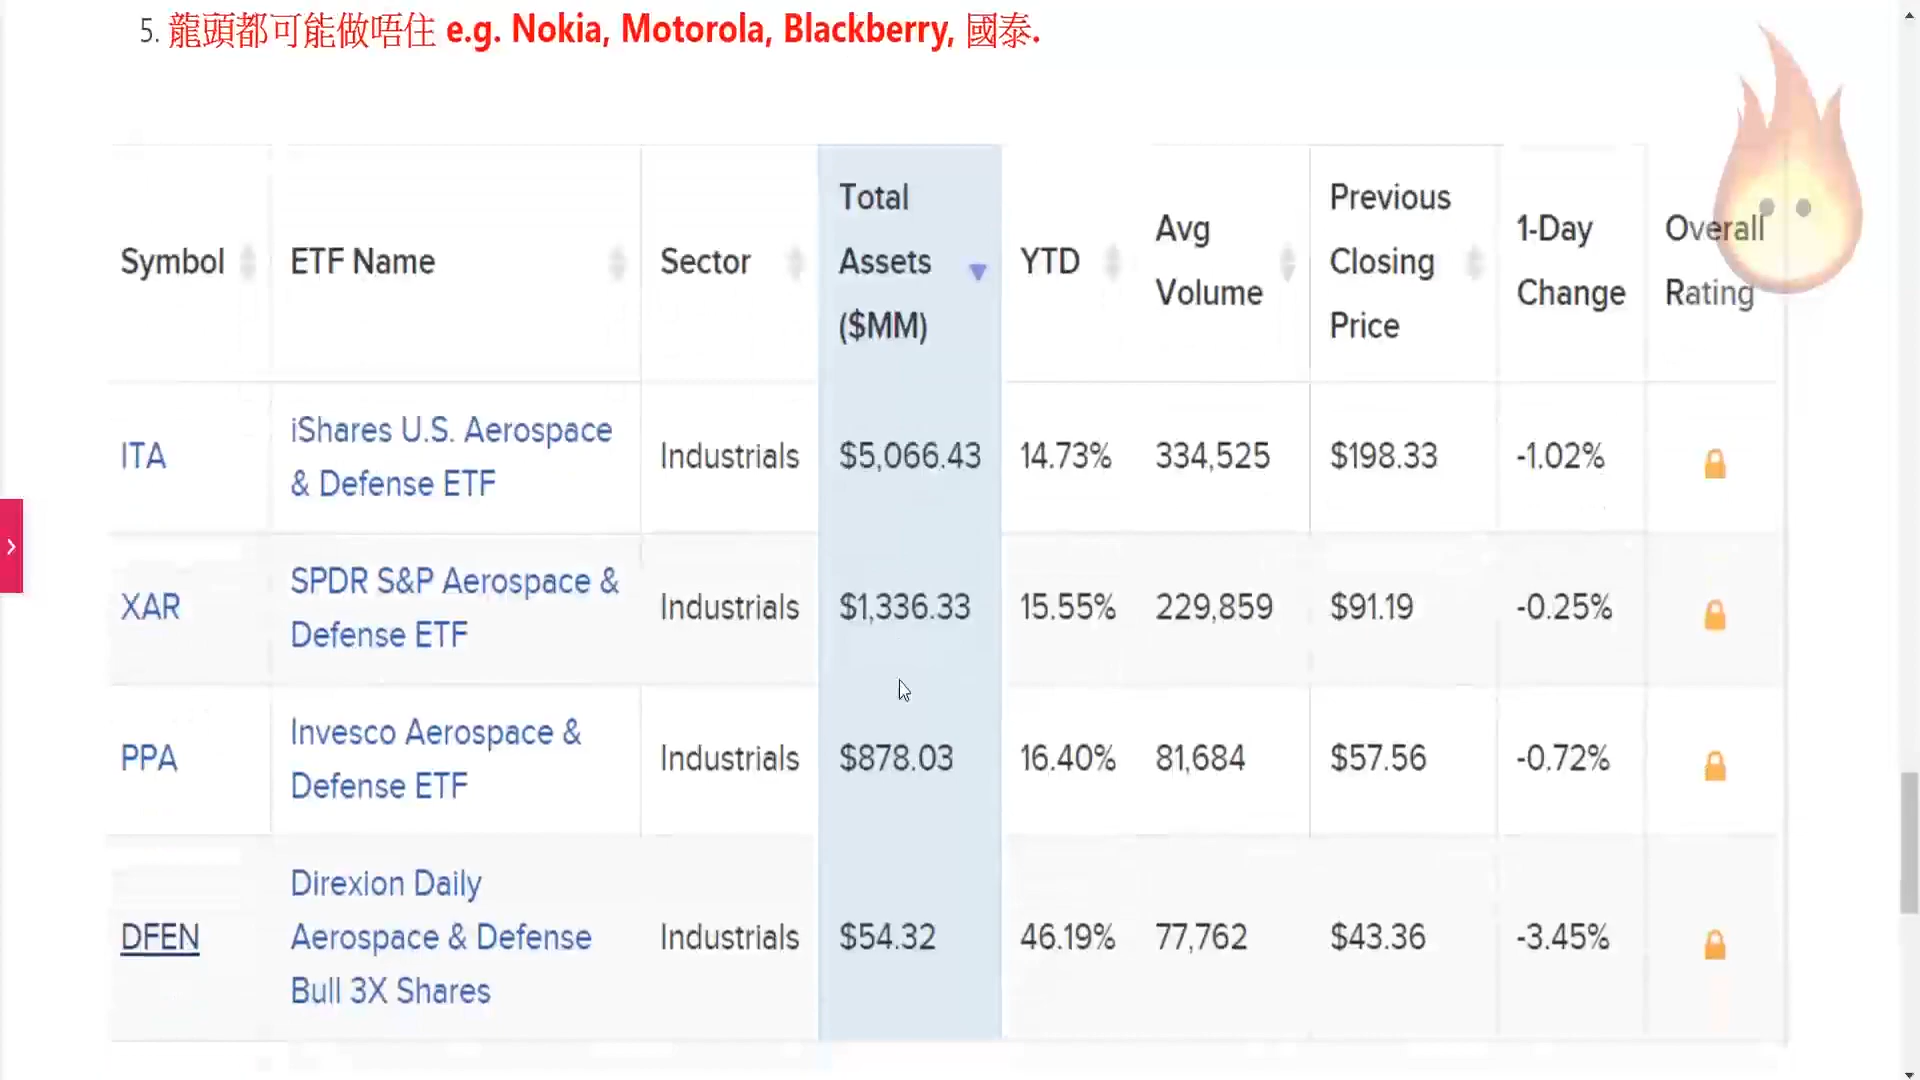 5. 龍頭都可能做唔住 e.g. Nokia, Motorola, Blackberry, 國泰.
Symbol
ETF Name
Sector
Total
Assets
($MM)
YTD
Avg
Volume
Previous
Closing
Price
1-Day
Change
Overall
Rating
ITA
iShares U.S. Aerospace
& Defense ETF
Industrials
$5,066.43
14.73%
334,525
$198.33
-1.02%
XAR
SPDR S&P Aerospace &
Defense ETF
Industrials
$1,336.33
15.55%
229,859
$91.19
-0.25%
PPA
Invesco Aerospace &
Defense ETF
Industrials
$878.03
16.40%
81,684
$57.56
-0.72%
DFEN
Direxion Daily
Aerospace & Defense
Bull 3X Shares
Industrials
$54.32
46.19%
77,762
$43.36
-3.45%